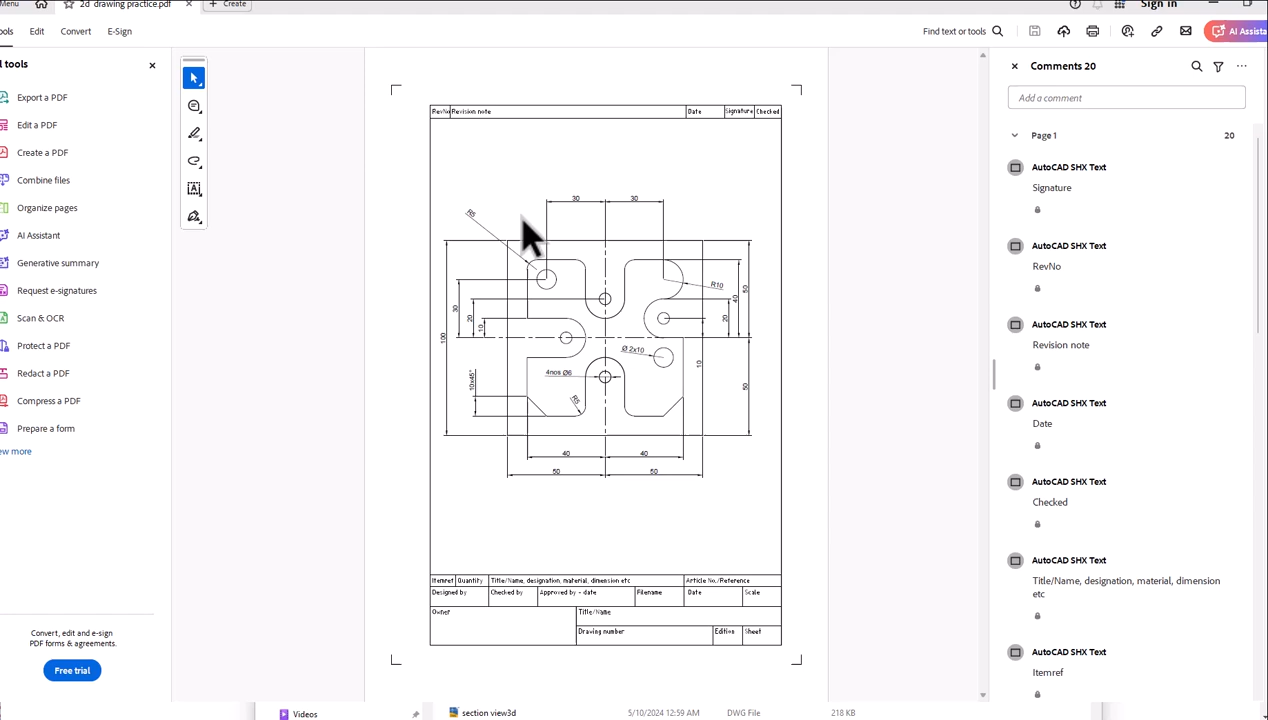 Menu
2d drawing practice.pdf
Create
Sign in
Edit
Convert
E-Sign
Find text or tools
AI Assista
Export a PDF
Edit a PDF
Create a PDF
Combine files
Organize pages
AI Assistant
Generative summary
Request e-signatures
Scan & OCR
Protect a PDF
Redact a PDF
Compress a PDF
Prepare a form
Convert, edit and e-sign
PDF forms & agreements.
Free trial
RevNo Revision note Date Signature Checked
30 30
R5
R10
50
40
30
20
10
20
100
Ø 2x10
10
4nos Ø6
10x45°
R5
50
40 40
50 50
Itemref Quantity Title/Name, designation, material, dimension etc Article No./Reference
Designed by Checked by Approved by - date Filename Date Scale
Owner Title/Name
Drawing number Edition Sheet
Comments 20
Add a comment
Page 1 20
AutoCAD SHX Text
Signature
AutoCAD SHX Text
RevNo
AutoCAD SHX Text
Revision note
AutoCAD SHX Text
Date
AutoCAD SHX Text
Checked
AutoCAD SHX Text
Title/Name, designation, material, dimension
etc
AutoCAD SHX Text
Itemref
Videos
section view3d 5/10/2024 12:59 AM DWG File 218 KB